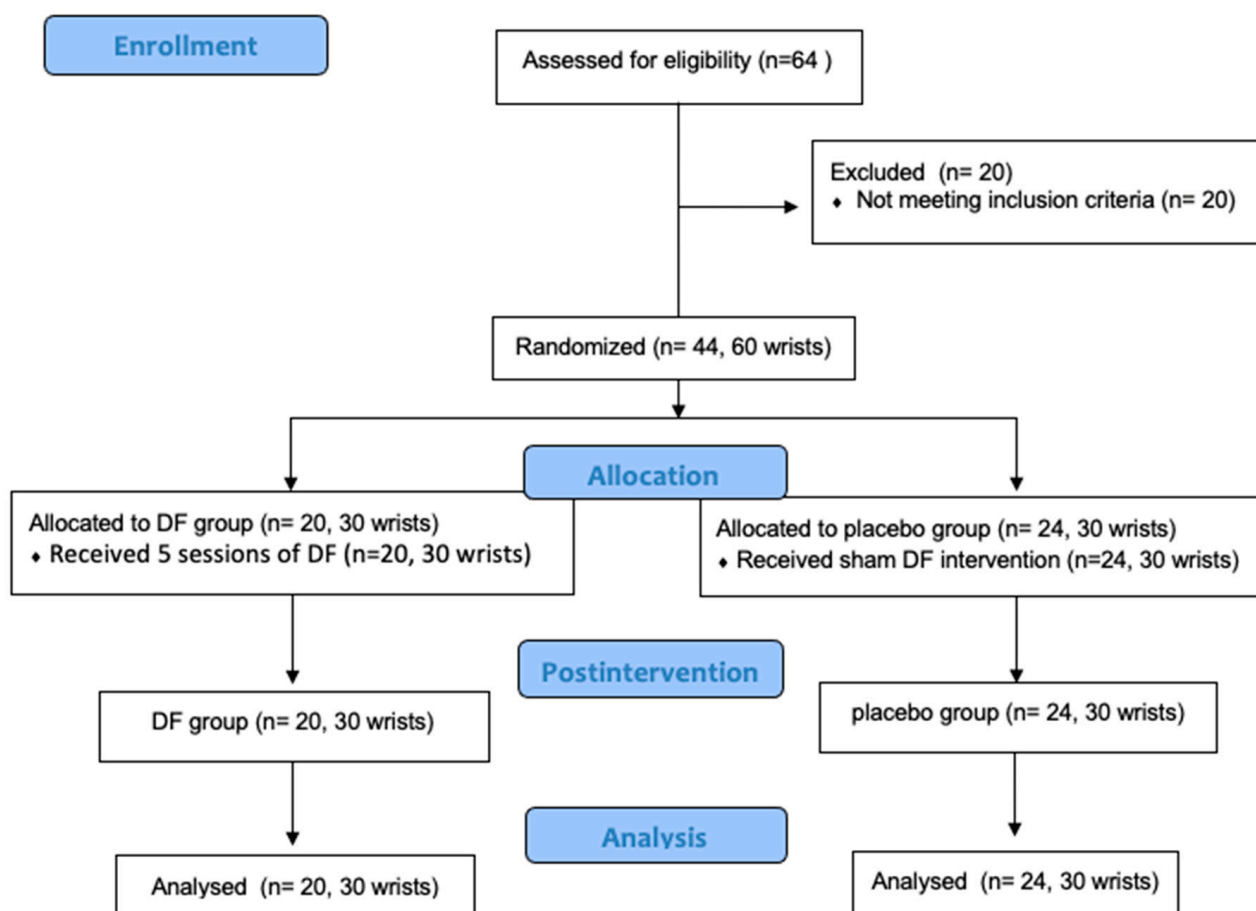 Enrollment
Assessed for eligibility (n=64 )
Excluded (n= 20)
♦ Not meeting inclusion criteria (n= 20)
Randomized (n= 44, 60 wrists)
Allocation
Allocated to DF group (n= 20, 30 wrists)
♦ Received 5 sessions of DF (n=20, 30 wrists)
Allocated to placebo group (n= 24, 30 wrists)
♦ Received sham DF intervention (n=24, 30 wrists)
Postintervention
DF group (n= 20, 30 wrists)
placebo group (n= 24, 30 wrists)
Analysis
Analysed (n= 20, 30 wrists)
Analysed (n= 24, 30 wrists)